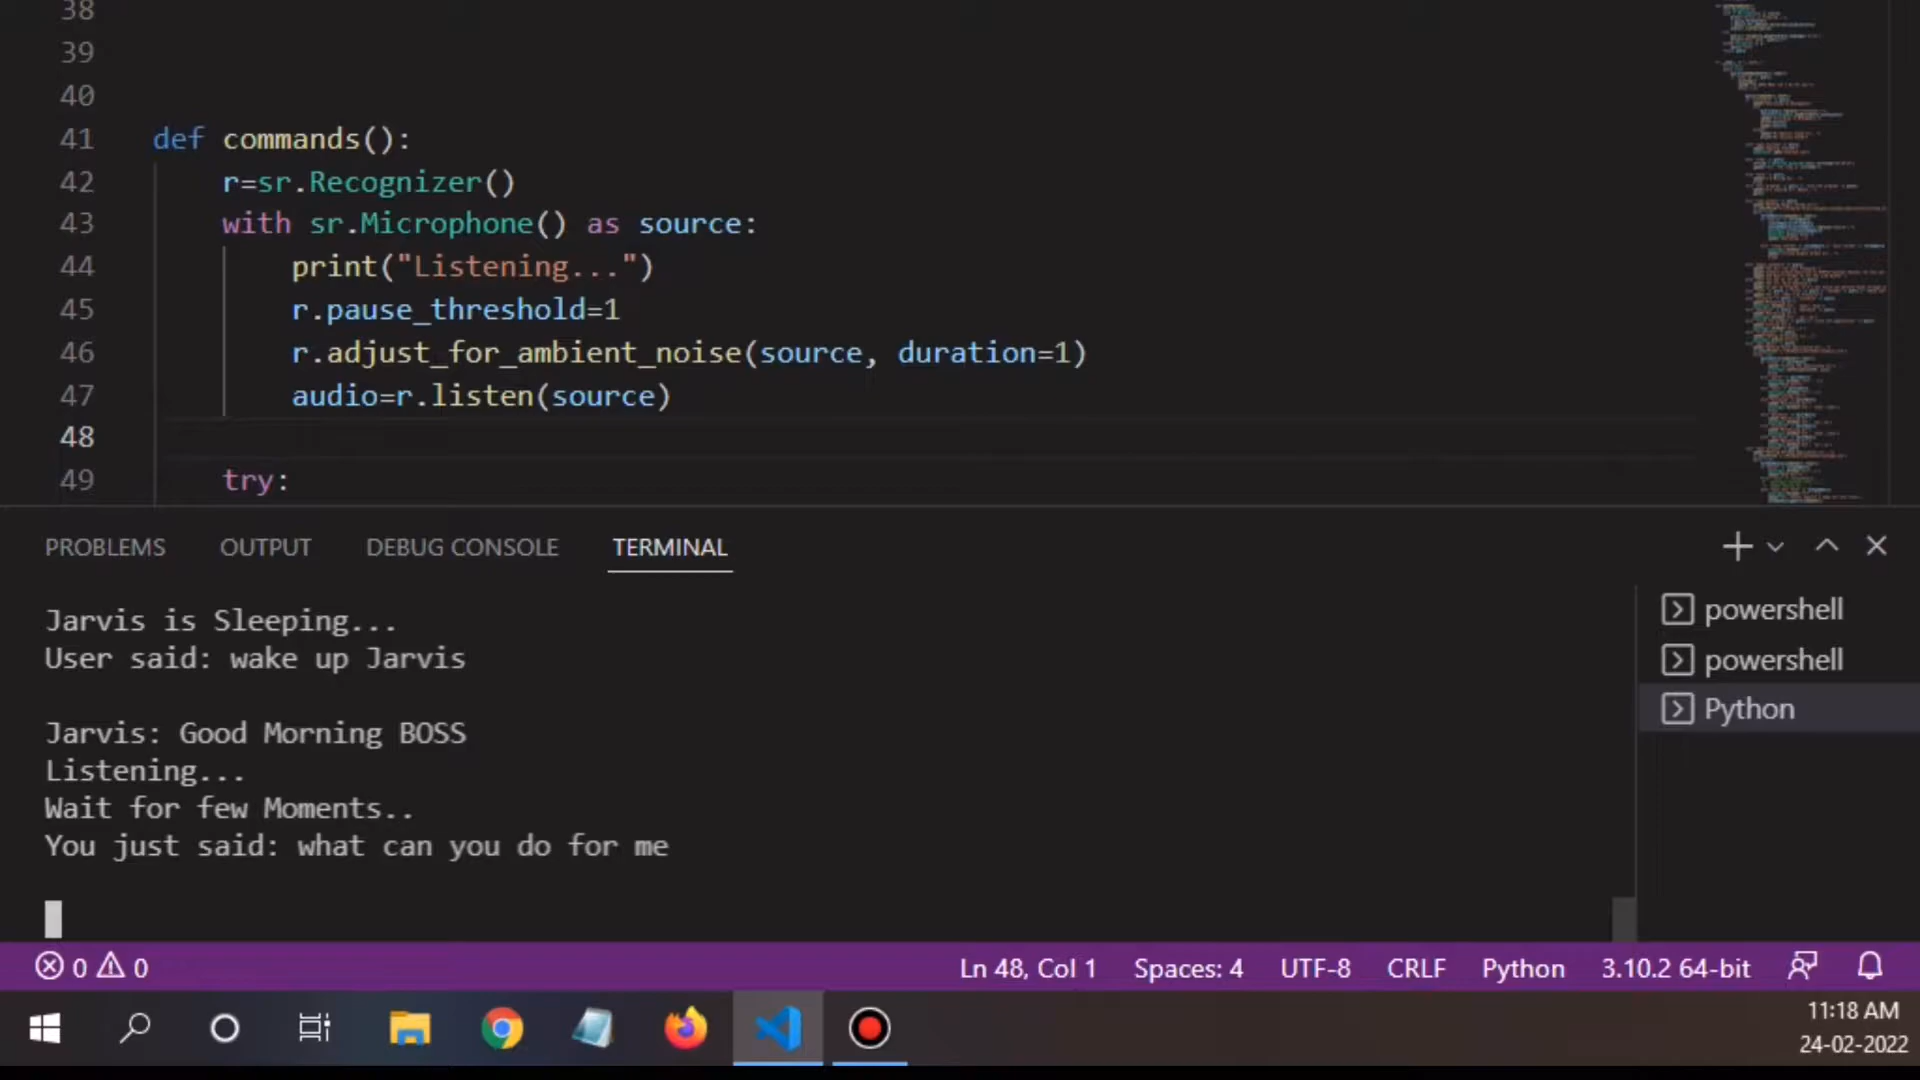 38
39
40
41 def commands():
42 r=sr.Recognizer()
43 with sr.Microphone() as source:
44 print("Listening...")
45 r.pause_threshold=1
46 r.adjust_for_ambient_noise(source, duration=1)
47 audio=r.listen(source)
48
49 try:
PROBLEMS OUTPUT DEBUG CONSOLE TERMINAL
Jarvis is Sleeping...
User said: wake up Jarvis
Jarvis: Good Morning BOSS
Listening...
Wait for few Moments..
You just said: what can you do for me
powershell
powershell
Python
0 0 Ln 48, Col 1 Spaces: 4 UTF-8 CRLF Python 3.10.2 64-bit
11:18 AM
24-02-2022